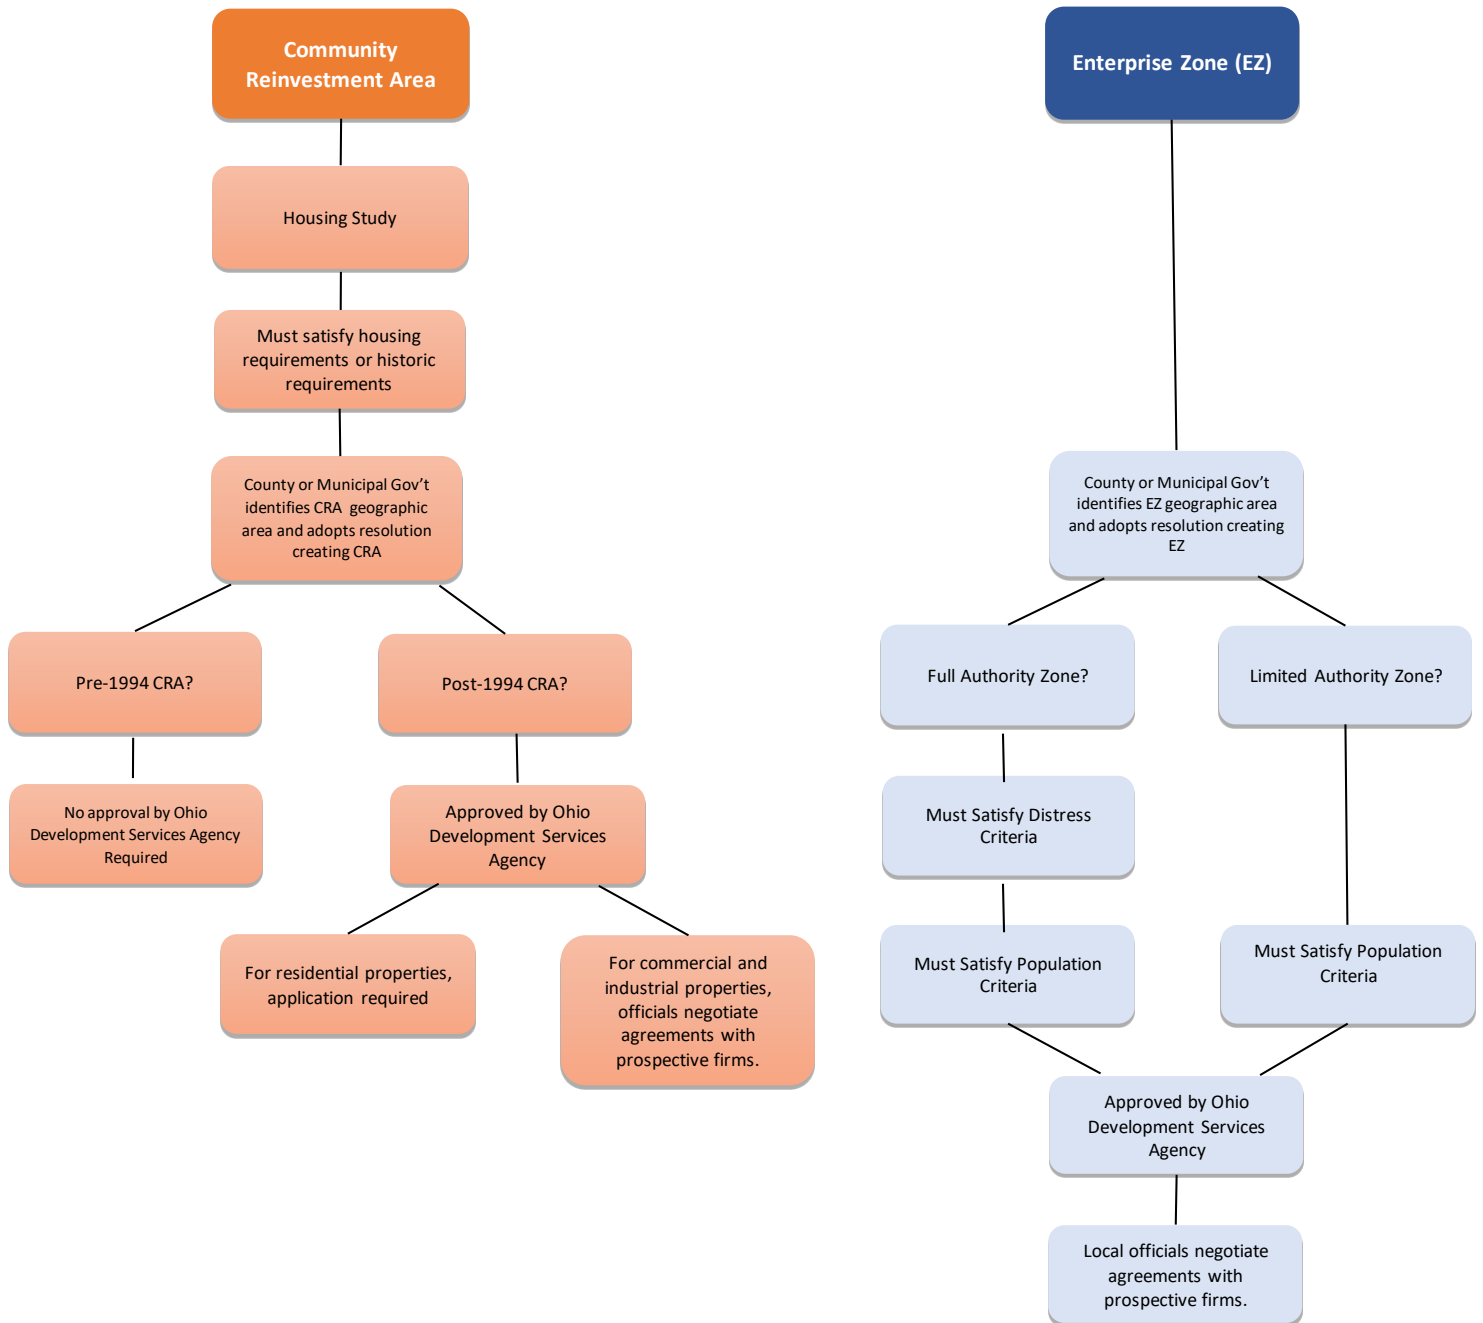 Community
Reinvestment Area
Housing Study
Must satisfy housing
requirements or historic
requirements
County or Municipal Gov't
identifies CRA geographic
area and adopts resolution
creating CRA
Pre-1994 CRA?
No approval by Ohio
Development Services Agency
Required
Post-1994 CRA?
Approved by Ohio
Development Services
Agency
For residential properties,
application required
For commercial and
industrial properties,
officials negotiate
agreements with
prospective firms.
Enterprise Zone (EZ)
County or Municipal Gov't
identifies EZ geographic area
and adopts resolution creating
EZ
Full Authority Zone?
Must Satisfy Distress
Criteria
Must Satisfy Population
Criteria
Limited Authority Zone?
Must Satisfy Population
Criteria
Approved by Ohio
Development Services
Agency
Local officials negotiate
agreements with
prospective firms.